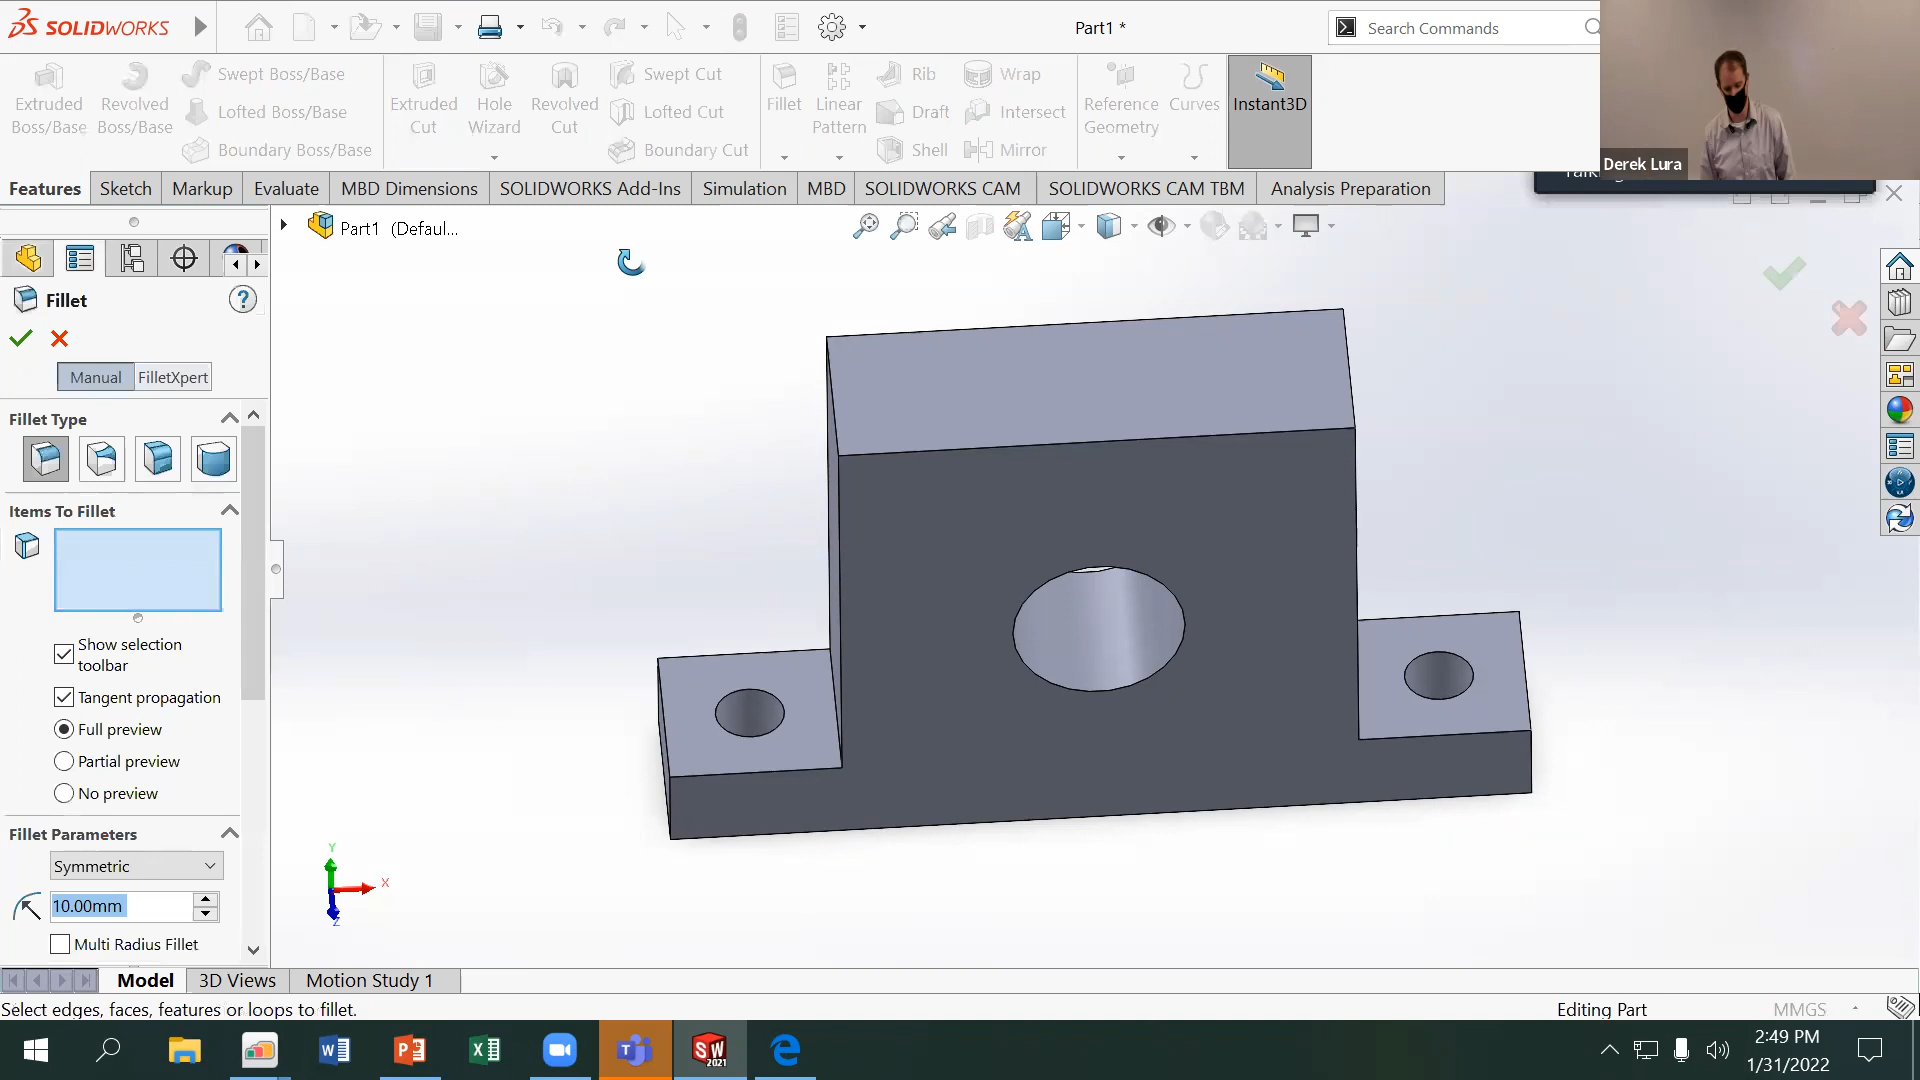 SOLIDWORKS
Part1 *
Search Commands
Extruded Boss/Base
Revolved Boss/Base
Swept Boss/Base
Lofted Boss/Base
Boundary Boss/Base
Extruded Cut
Hole Wizard
Revolved Cut
Swept Cut
Lofted Cut
Boundary Cut
Fillet
Linear Pattern
Rib
Draft
Shell
Wrap
Intersect
Mirror
Reference Geometry
Curves
Instant3D
Derek Lura
Features
Sketch
Markup
Evaluate
MBD Dimensions
SOLIDWORKS Add-Ins
Simulation
MBD
SOLIDWORKS CAM
SOLIDWORKS CAM TBM
Analysis Preparation
Part1 (Defaul...
Fillet
?
Manual
FilletXpert
Fillet Type
Items To Fillet
Show selection
toolbar
Tangent propagation
Full preview
Partial preview
No preview
Fillet Parameters
Symmetric
10.00mm
Multi Radius Fillet
Y
X
Z
Model
3D Views
Motion Study 1
Select edges, faces, features or loops to fillet.
Editing Part
MMGS
2:49 PM
1/31/2022